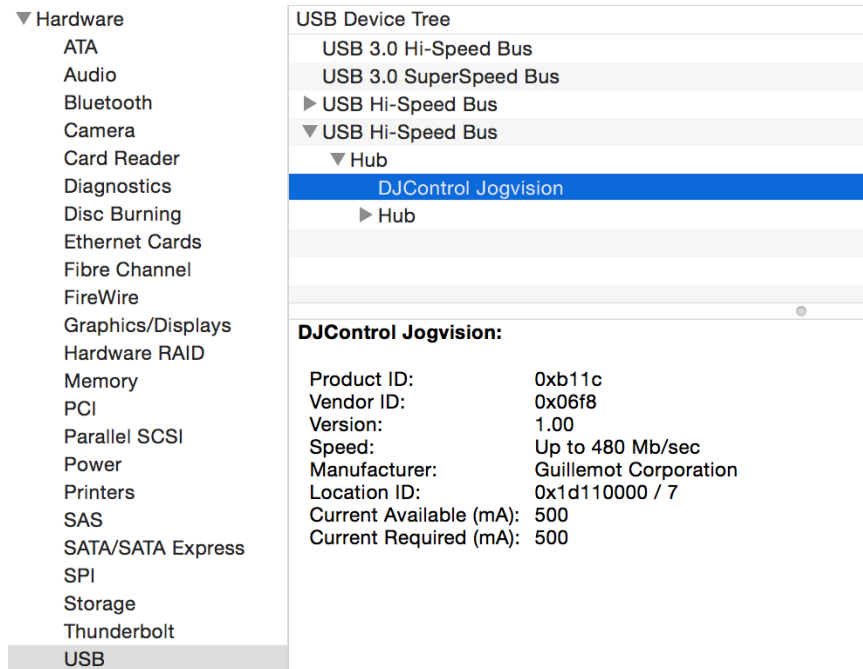 Hardware
ATA
Audio
Bluetooth
Camera
Card Reader
Diagnostics
Disc Burning
Ethernet Cards
Fibre Channel
FireWire
Graphics/Displays
Hardware RAID
Memory
PCI
Parallel SCSI
Power
Printers
SAS
SATA/SATA Express
SPI
Storage
Thunderbolt
USB
USB Device Tree
USB 3.0 Hi-Speed Bus
USB 3.0 SuperSpeed Bus
USB Hi-Speed Bus
USB Hi-Speed Bus
Hub
DJControl Jogvision
Hub
DJControl Jogvision:
Product ID: 0xb11c
Vendor ID: 0x06f8
Version: 1.00
Speed: Up to 480 Mb/sec
Manufacturer: Guillemot Corporation
Location ID: 0x1d110000 / 7
Current Available (mA): 500
Current Required (mA): 500